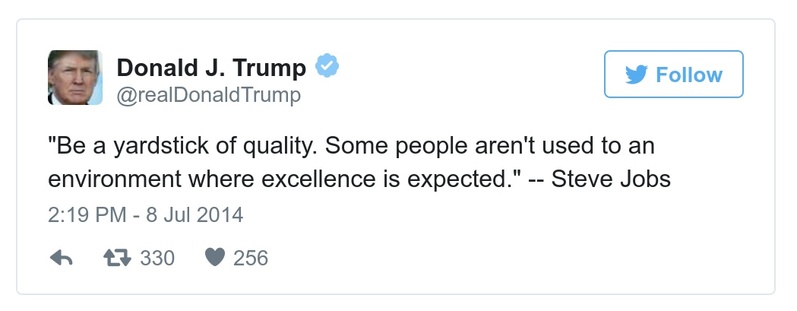 Donald J. Trump
@realDonaldTrump
Follow
"Be a yardstick of quality. Some people aren't used to an
environment where excellence is expected." -- Steve Jobs
2:19 PM - 8 Jul 2014
330 256